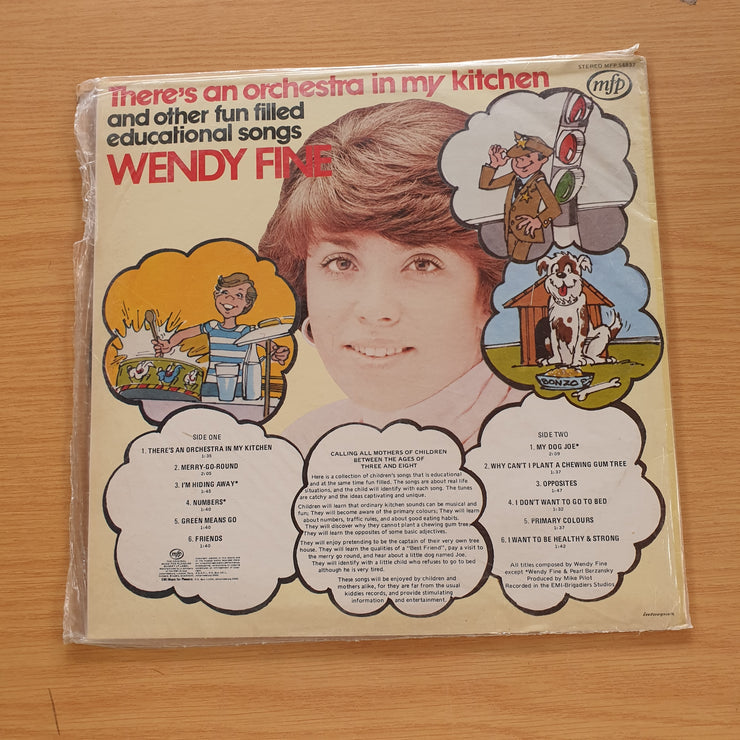 STEREO MFP 54857
mfp
There's an orchestra in my kitchen
and other fun filled
educational songs
WENDY FINE
BONZO
SIDE ONE
1. THERE'S AN ORCHESTRA IN MY KITCHEN
1:35
2. MERRY-GO-ROUND
2:05
3. I'M HIDING AWAY*
1:45
4. NUMBERS*
1:40
5. GREEN MEANS GO
1:40
6. FRIENDS
1:40
mfp
CALLING ALL MOTHERS OF CHILDREN
BETWEEN THE AGES OF
THREE AND EIGHT
Here is a collection of children's songs that is educational
and at the same time fun filled. The songs are about real life
situations, and the child will identify with each song. The tunes
are catchy and the ideas captivating and unique.
Children will learn that ordinary kitchen sounds can be musical and
fun; They will become aware of the primary colours; They will learn
about numbers, traffic rules, and about good eating habits.
They will discover why they cannot plant a chewing gum tree
They will learn the opposites of some basic adjectives.
They will enjoy pretending to be the captain of their very own tree
house. They will learn the qualities of a "Best Friend", pay a visit to
the merry go round, and hear about a little dog named Joe.
They will identify with a little child who refuses to go to bed
although he is very tired.
These songs will be enjoyed by children and
mothers alike, for they are far from the usual
kiddies records, and provide stimulating
information and entertainment.
SIDE TWO
1. MY DOG JOE*
2:09
2. WHY CAN'T I PLANT A CHEWING GUM TREE
1:37
3. OPPOSITES
1:47
4. I DON'T WANT TO GO TO BED
1:32
5. PRIMARY COLOURS
1:37
6. I WANT TO BE HEALTHY & STRONG
1:42
All titles composed by Wendy Fine
except *Wendy Fine & Pearl Berzansky
Produced by Mike Pilot
Recorded in the EMI-Brigadiers Studios